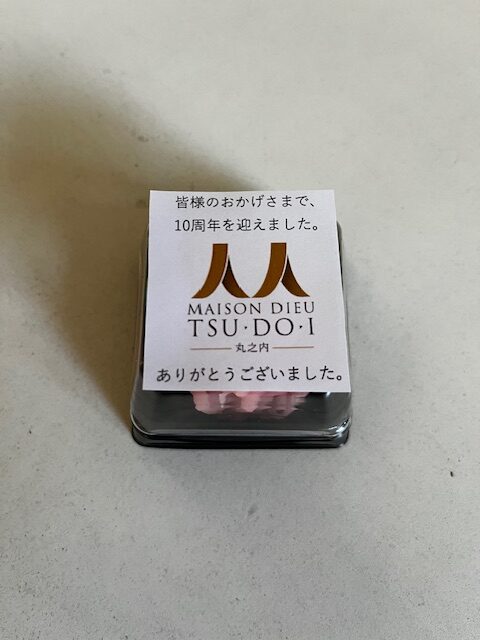 皆様のおかげさまで、
10周年を迎えました。
MAISON DIEU
TSU・DO・I
丸之内
ありがとうございました。